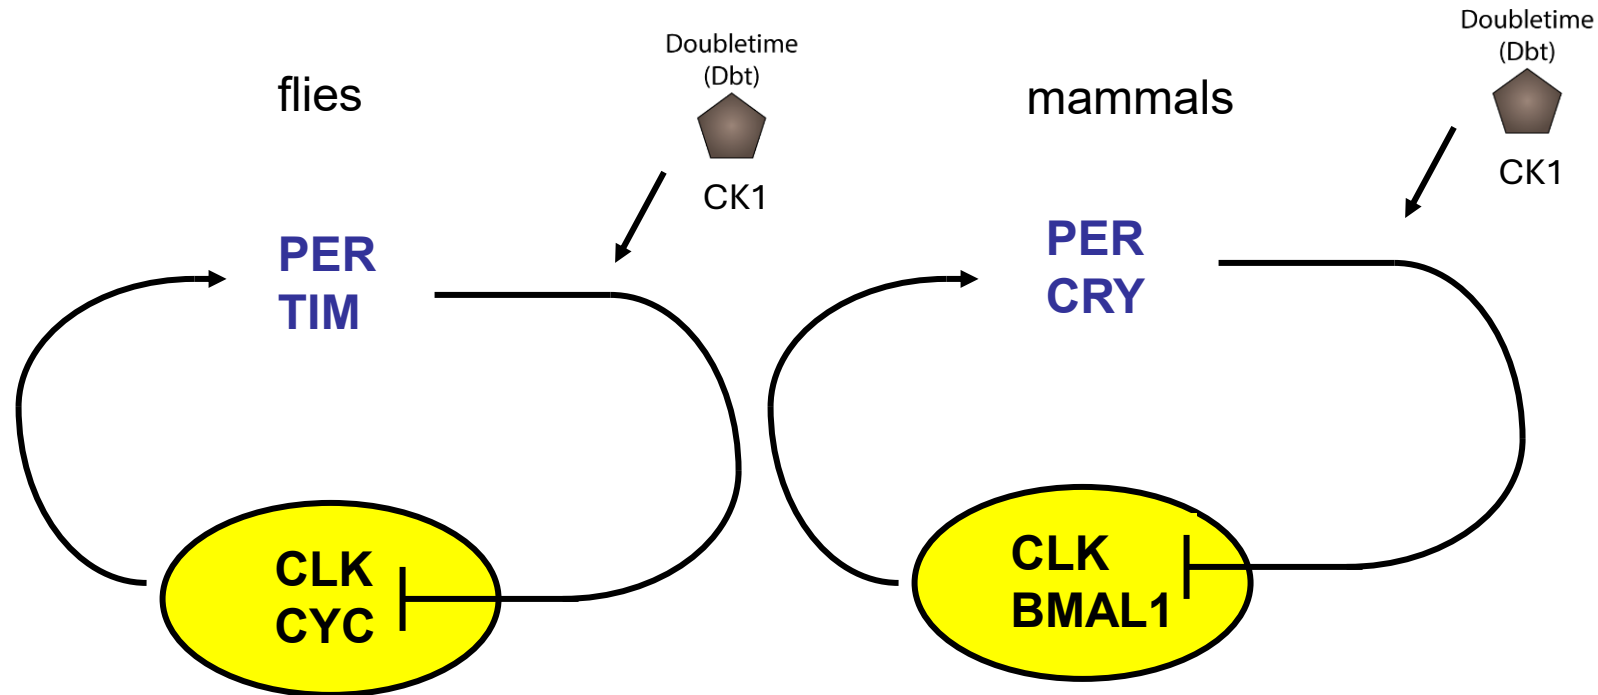 flies
Doubletime
(Dbt)
CK1
PER
TIM
CLK
CYC
mammals
Doubletime
(Dbt)
CK1
PER
CRY
CLK
BMAL1